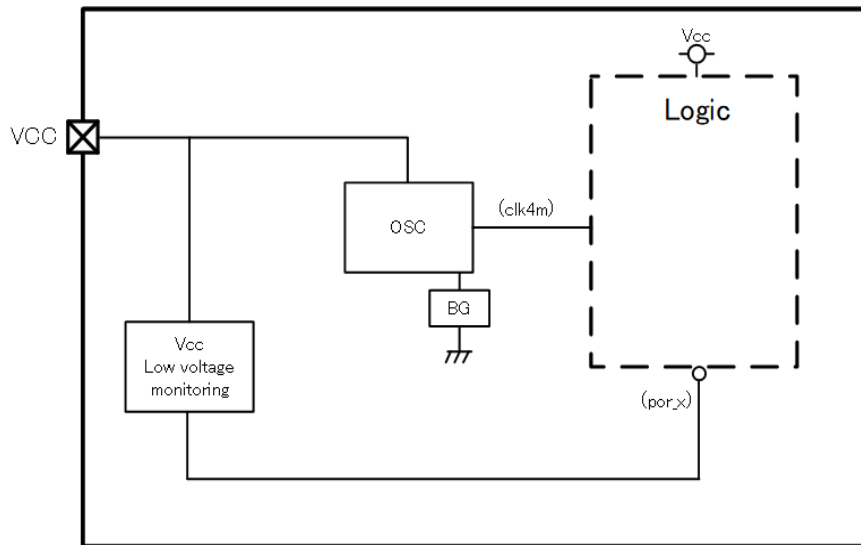 Vcc
Logic
VCC
OSC
(clk4m)
BG
Vcc
Low voltage
monitoring
(por_x)